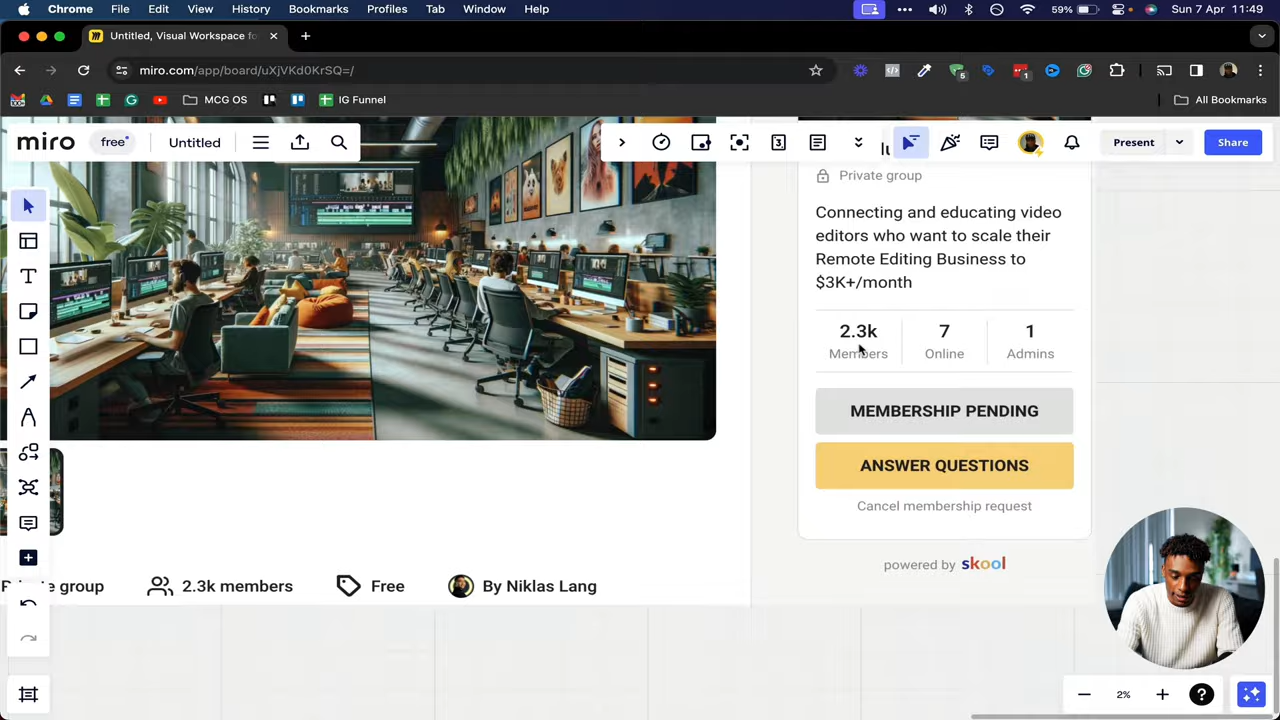 Chrome File Edit View History Bookmarks Profiles Tab Window Help 59% Sun 7 Apr 11:49
Untitled, Visual Workspace fo
miro.com/app/board/uXjVKd0KrSQ=/
5 1
MCG OS IG Funnel All Bookmarks
miro free Untitled 3 Present Share
Private group
Connecting and educating video
editors who want to scale their
Remote Editing Business to
$3K+/month
2.3k 7 1
Members Online Admins
MEMBERSHIP PENDING
ANSWER QUESTIONS
Cancel membership request
powered by skool
group 2.3k members Free By Niklas Lang
2%